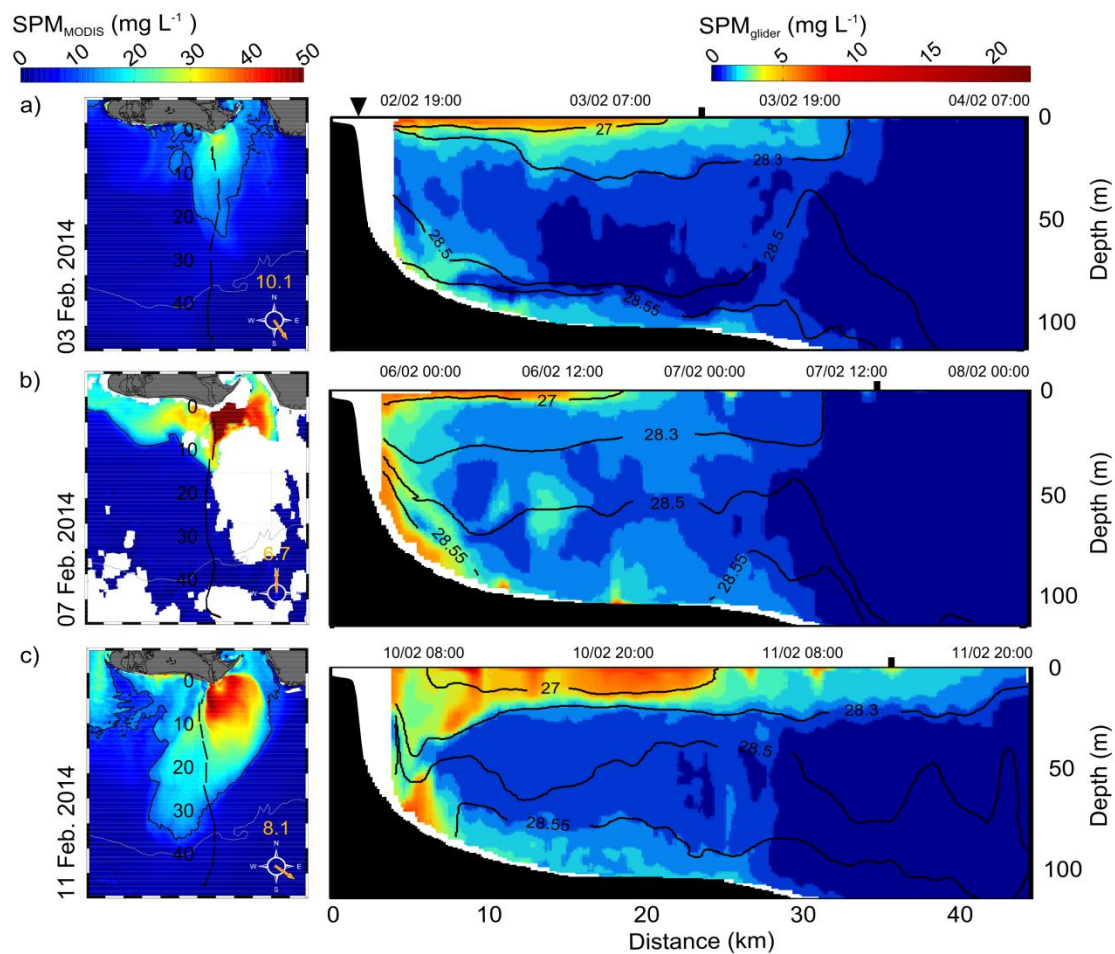 SPM_MODIS (mg L⁻¹)
0 10 20 30 40 50
SPM_glider (mg L⁻¹)
0 5 10 15 20
a)
03 Feb. 2014
0
10
20
30
40
10.1
N
W E
S
02/02 19:00 03/02 07:00 03/02 19:00 04/02 07:00
27
28.3
28.5
28.5
28.55
0
50
100
Depth (m)
b)
07 Feb. 2014
0
10
20
30
40
6.7
06/02 00:00 06/02 12:00 07/02 00:00 07/02 12:00 08/02 00:00
27
28.3
28.5
28.55
28.55
0
50
100
Depth (m)
c)
11 Feb. 2014
0
10
20
30
40
8.1
N
W E
S
10/02 08:00 10/02 20:00 11/02 08:00 11/02 20:00
27
28.3
28.5
28.55
0
50
100
Depth (m)
0 10 20 30 40
Distance (km)